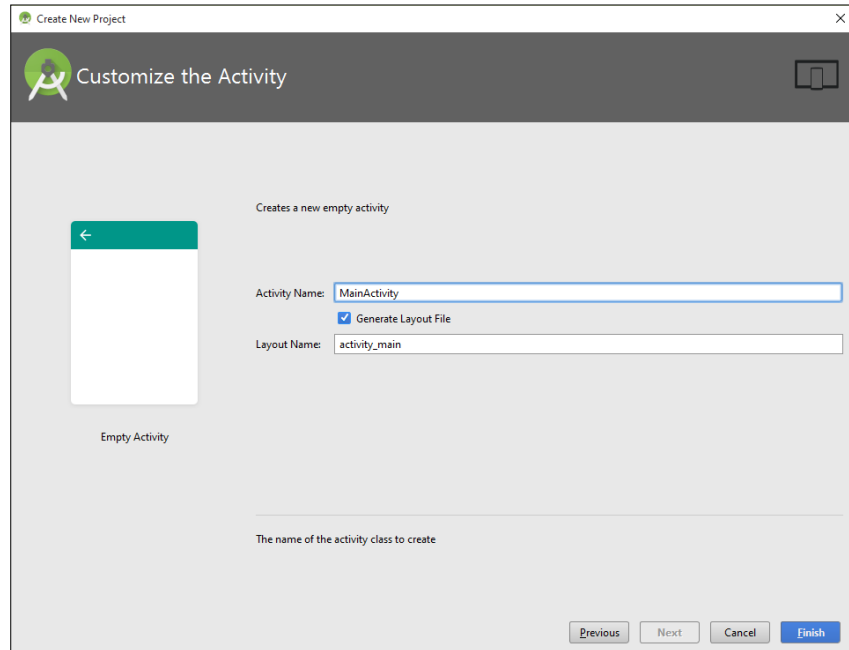 Create New Project
Customize the Activity
Creates a new empty activity
Activity Name: MainActivity
Generate Layout File
Layout Name: activity_main
Empty Activity
The name of the activity class to create
Previous Next Cancel Finish